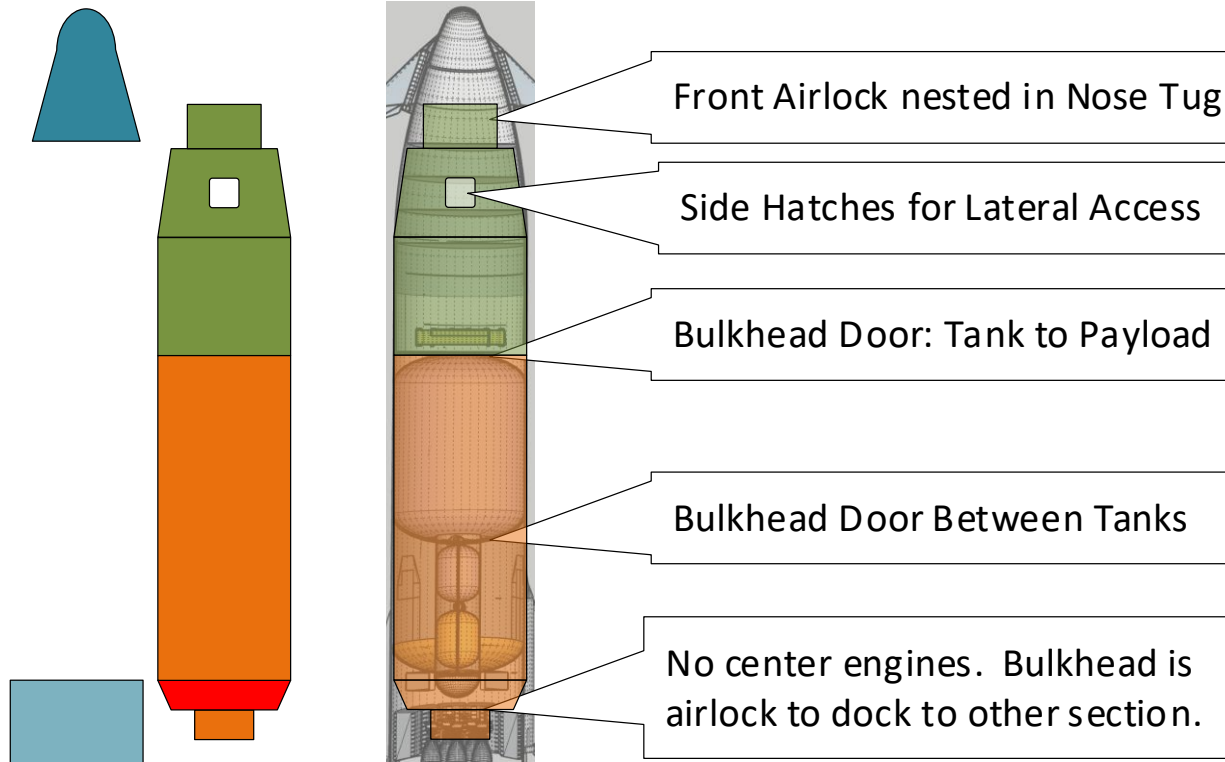 Front Airlock nested in Nose Tug
Side Hatches for Lateral Access
Bulkhead Door: Tank to Payload
Bulkhead Door Between Tanks
No center engines.  Bulkhead is
airlock to dock to other section.